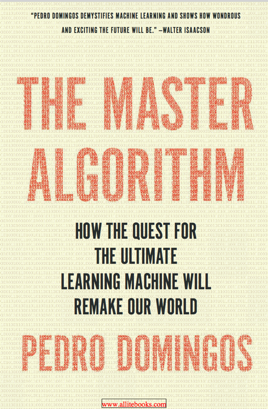 "PEDRO DOMINGOS DEMYSTIFIES MACHINE LEARNING AND SHOWS HOW WONDROUS
AND EXCITING THE FUTURE WILL BE." —WALTER ISAACSON
THE MASTER
ALGORITHM
HOW THE QUEST FOR
THE ULTIMATE
LEARNING MACHINE WILL
REMAKE OUR WORLD
PEDRO DOMINGOS
www.allitebooks.com